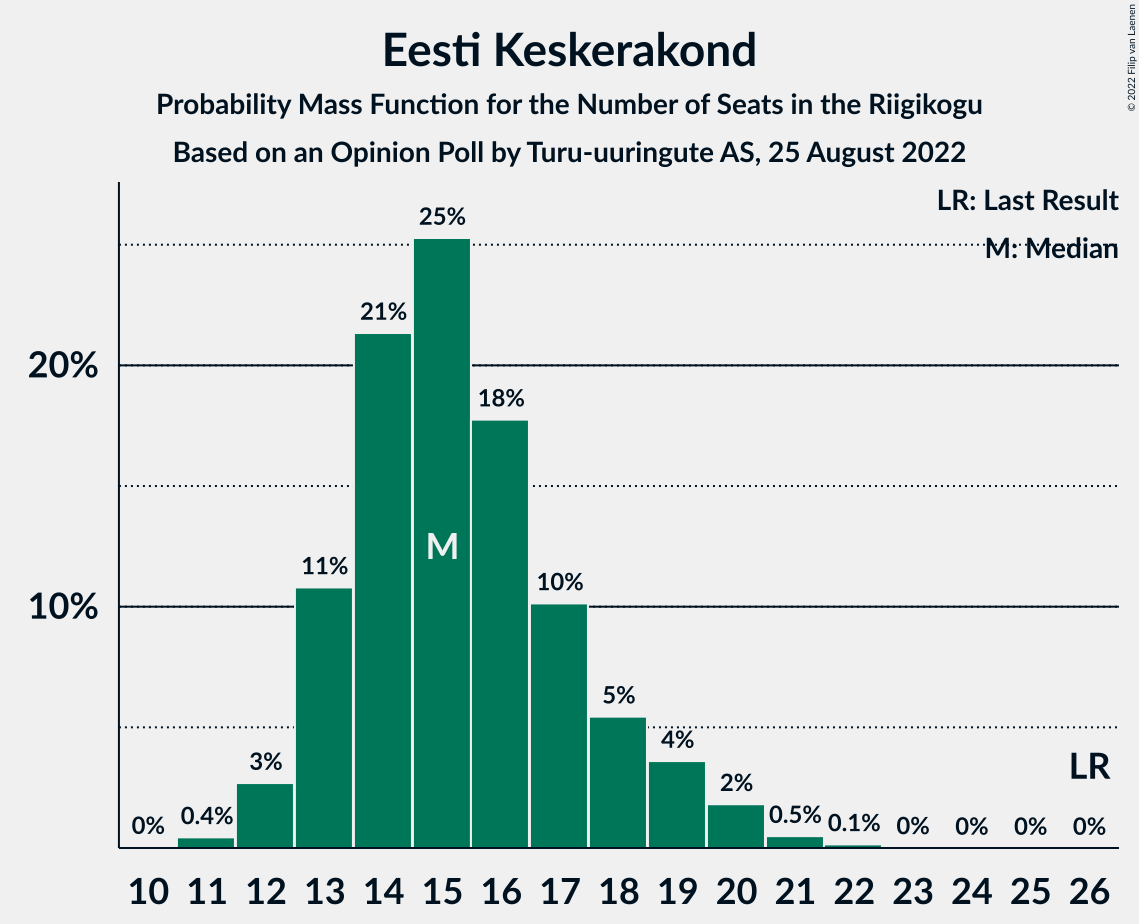 Eesti Keskerakond
Probability Mass Function for the Number of Seats in the Riigikogu
Based on an Opinion Poll by Turu-uuringute AS, 25 August 2022
© 2022 Filip van Laenen
LR: Last Result
M: Median
20%
10%
0%
0.4%
3%
11%
21%
25%
18%
10%
5%
4%
2%
0.5%
0.1%
0%
0%
0%
0%
M
LR
10 11 12 13 14 15 16 17 18 19 20 21 22 23 24 25 26